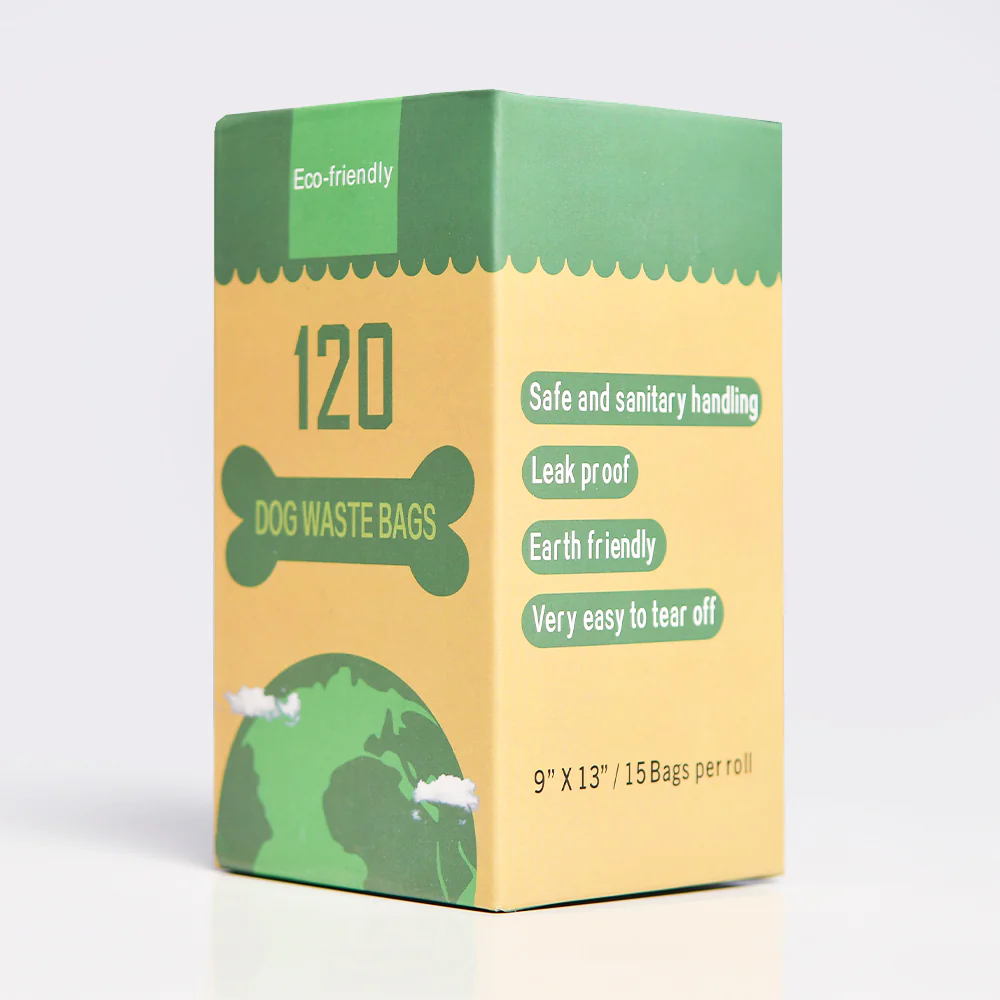 Eco-friendly
120
DOG WASTE BAGS
Safe and sanitary handling
Leak proof
Earth friendly
Very easy to tear off
9” X 13” / 15 Bags per roll